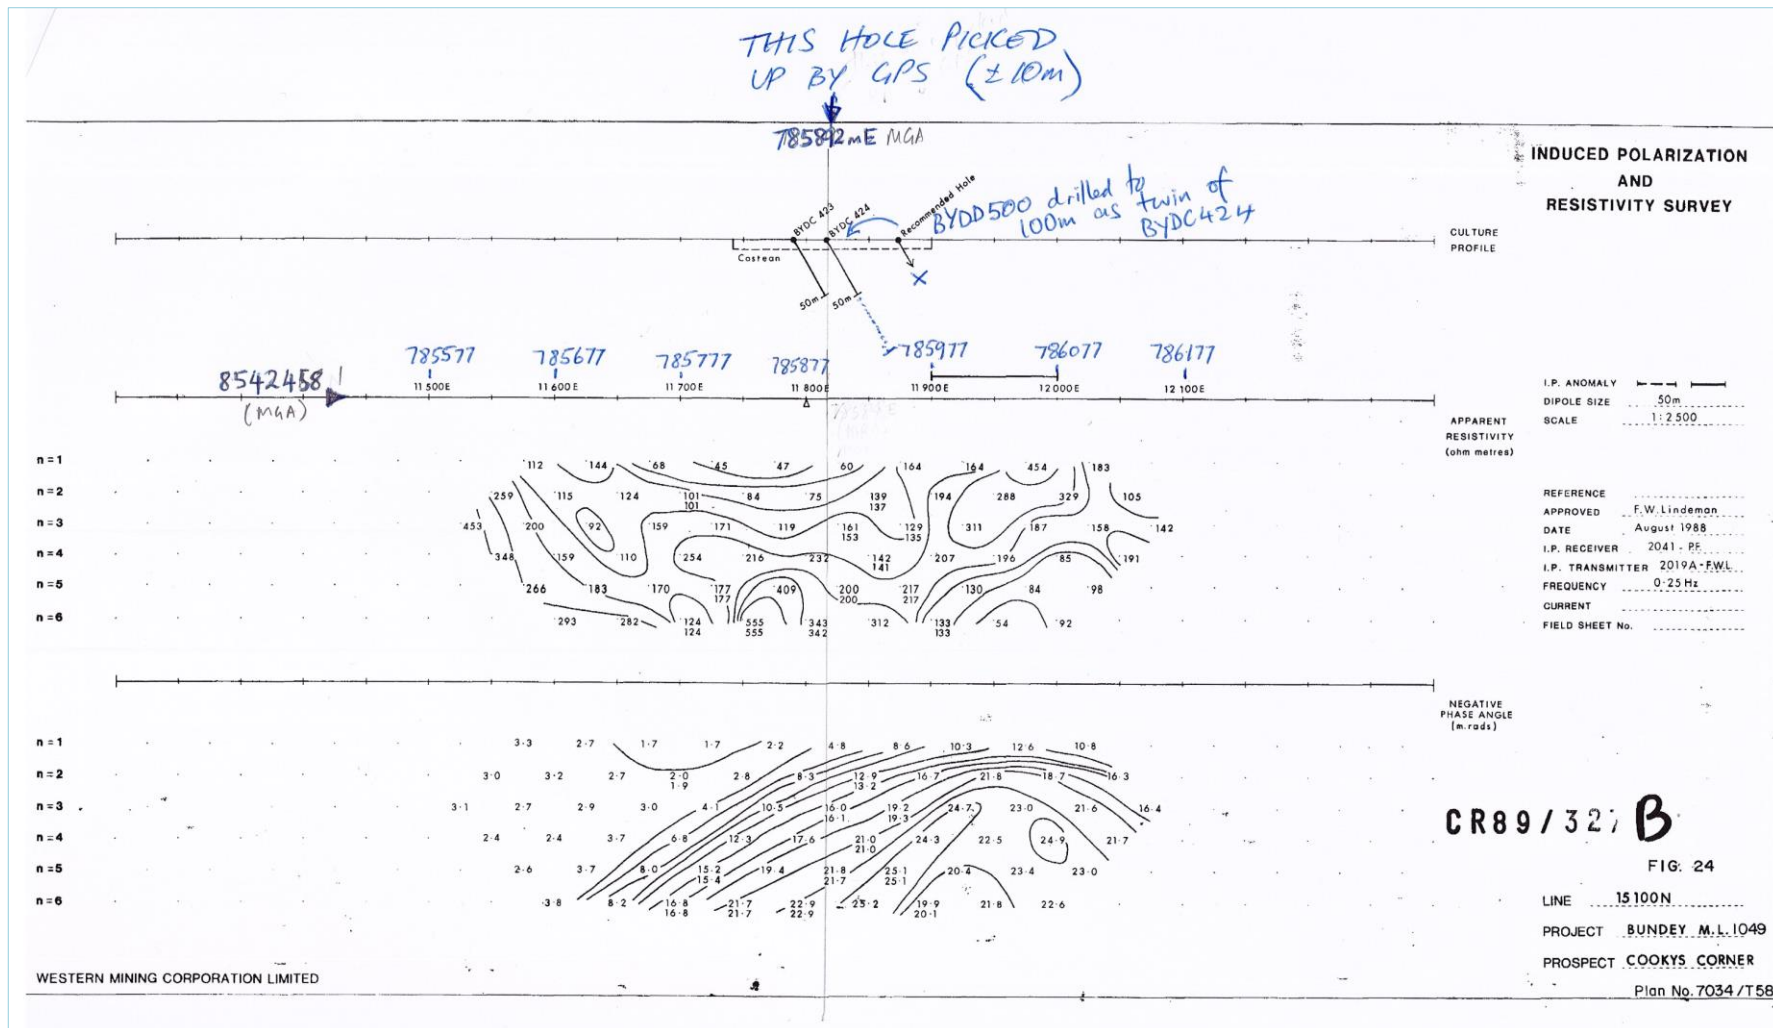 THIS HOLE PICKED
UP BY GPS (± 10m)
785892mE MGA
INDUCED POLARIZATION
AND
RESISTIVITY SURVEY
BYDC 423
BYDC 424
Recommended Hole
BYDD500 drilled to
100m as twin of
BYDC424
Costean
50m
50m
X
CULTURE
PROFILE
785577 785677 785777 785877 785977 786077 786177
8542458
(MGA)
11 500E 11 600E 11 700E 11 800E 11 900E 12 000E 12 100E
I.P. ANOMALY
DIPOLE SIZE 50m
SCALE 1:2500
APPARENT
RESISTIVITY
(ohm metres)
n=1 112 144 68 45 47 60 164 164 454 183
n=2 259 115 124 101 84 75 139 194 288 329 105
101 137
n=3 453 200 92 159 171 119 161 129 311 187 158 142
153 135
n=4 348 159 110 254 216 232 142 207 196 85 191
141
n=5 266 183 170 177 409 200 217 130 84 98
177 200 217
n=6 293 282 124 555 343 312 133 54 92
124 555 342 133
REFERENCE
APPROVED F.W. Lindeman
DATE August 1988
I.P. RECEIVER 2041 - PE
I.P. TRANSMITTER 2019A-F.W.L.
FREQUENCY 0·25 Hz
CURRENT
FIELD SHEET No.
NEGATIVE
PHASE ANGLE
(m.rads)
n=1 3·3 2·7 1·7 1·7 2·2 4·8 8·6 10·3 12·6 10·8
n=2 3·0 3·2 2·7 2·0 2·8 8·3 12·9 16·7 21·8 18·7 16·3
1·9 13·2
n=3 3·1 2·7 2·9 3·0 4·1 10·5 16·0 19·2 24·7 23·0 21·6 16·4
16·1 19·3
n=4 2·4 2·4 3·7 6·8 12·3 17·6 21·0 24·3 22·5 24·9 21·7
21·0
n=5 2·6 3·7 8·0 15·2 19·4 21·8 25·1 20·4 23·4 23·0
15·4 21·7 25·1
n=6 3·8 8·2 16·8 21·7 22·9 25·2 19·9 21·8 22·6
16·8 21·7 22·9 20·1
CR89/327 B
FIG. 24
LINE 15100N
PROJECT BUNDEY M.L.1049
PROSPECT COOKYS CORNER
Plan No. 7034/T58
WESTERN MINING CORPORATION LIMITED